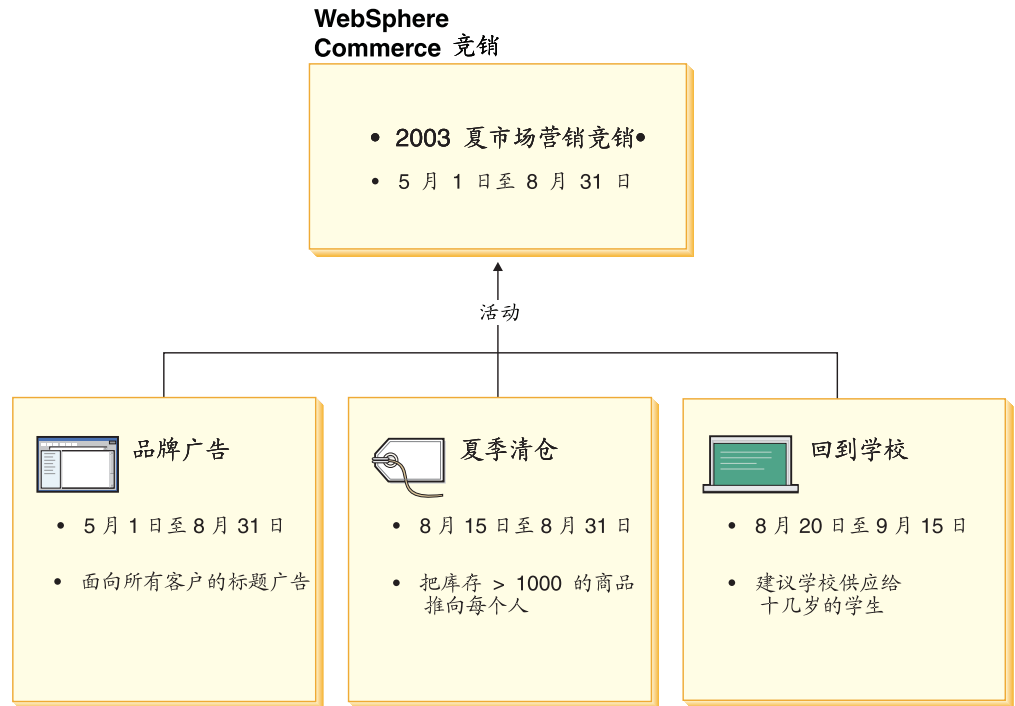 WebSphere
Commerce 竞销
• 2003 夏市场营销竞销•
• 5 月 1 日至 8 月 31 日
活动
品牌广告
• 5 月 1 日至 8 月 31 日
• 面向所有客户的标题广告
夏季清仓
• 8 月 15 日至 8 月 31 日
• 把库存 > 1000 的商品
推向每个人
回到学校
• 8 月 20 日至 9 月 15 日
• 建议学校供应给
十几岁的学生